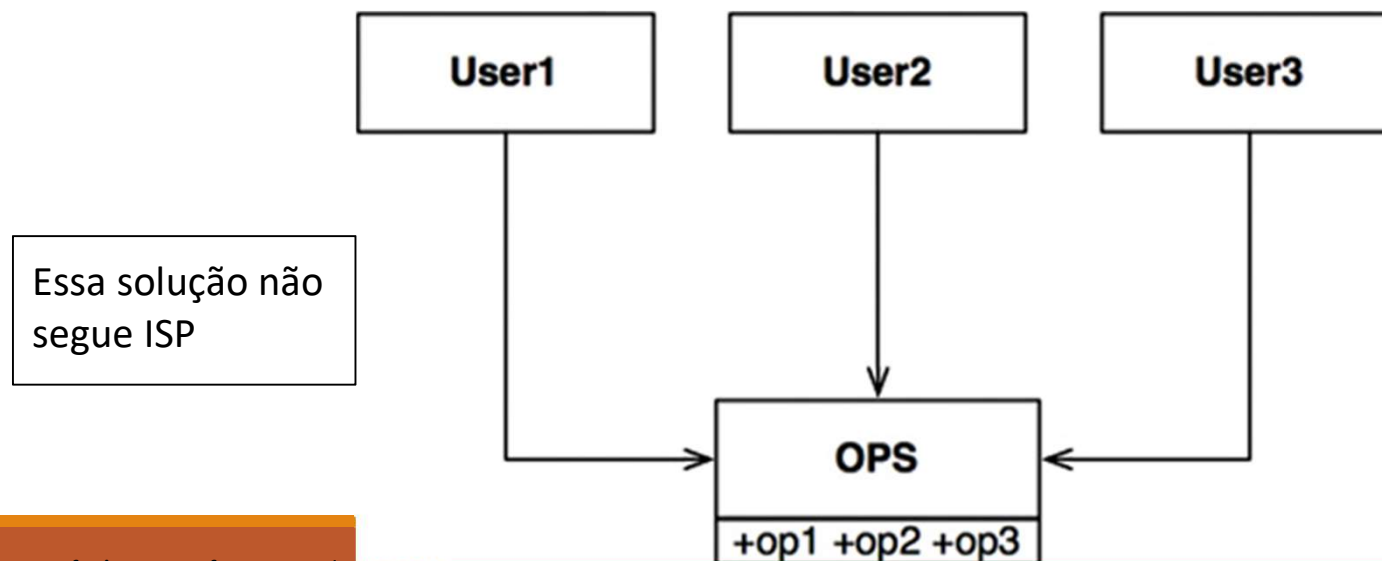 User1
User2
User3
Essa solução não
segue ISP
OPS
+op1 +op2 +op3